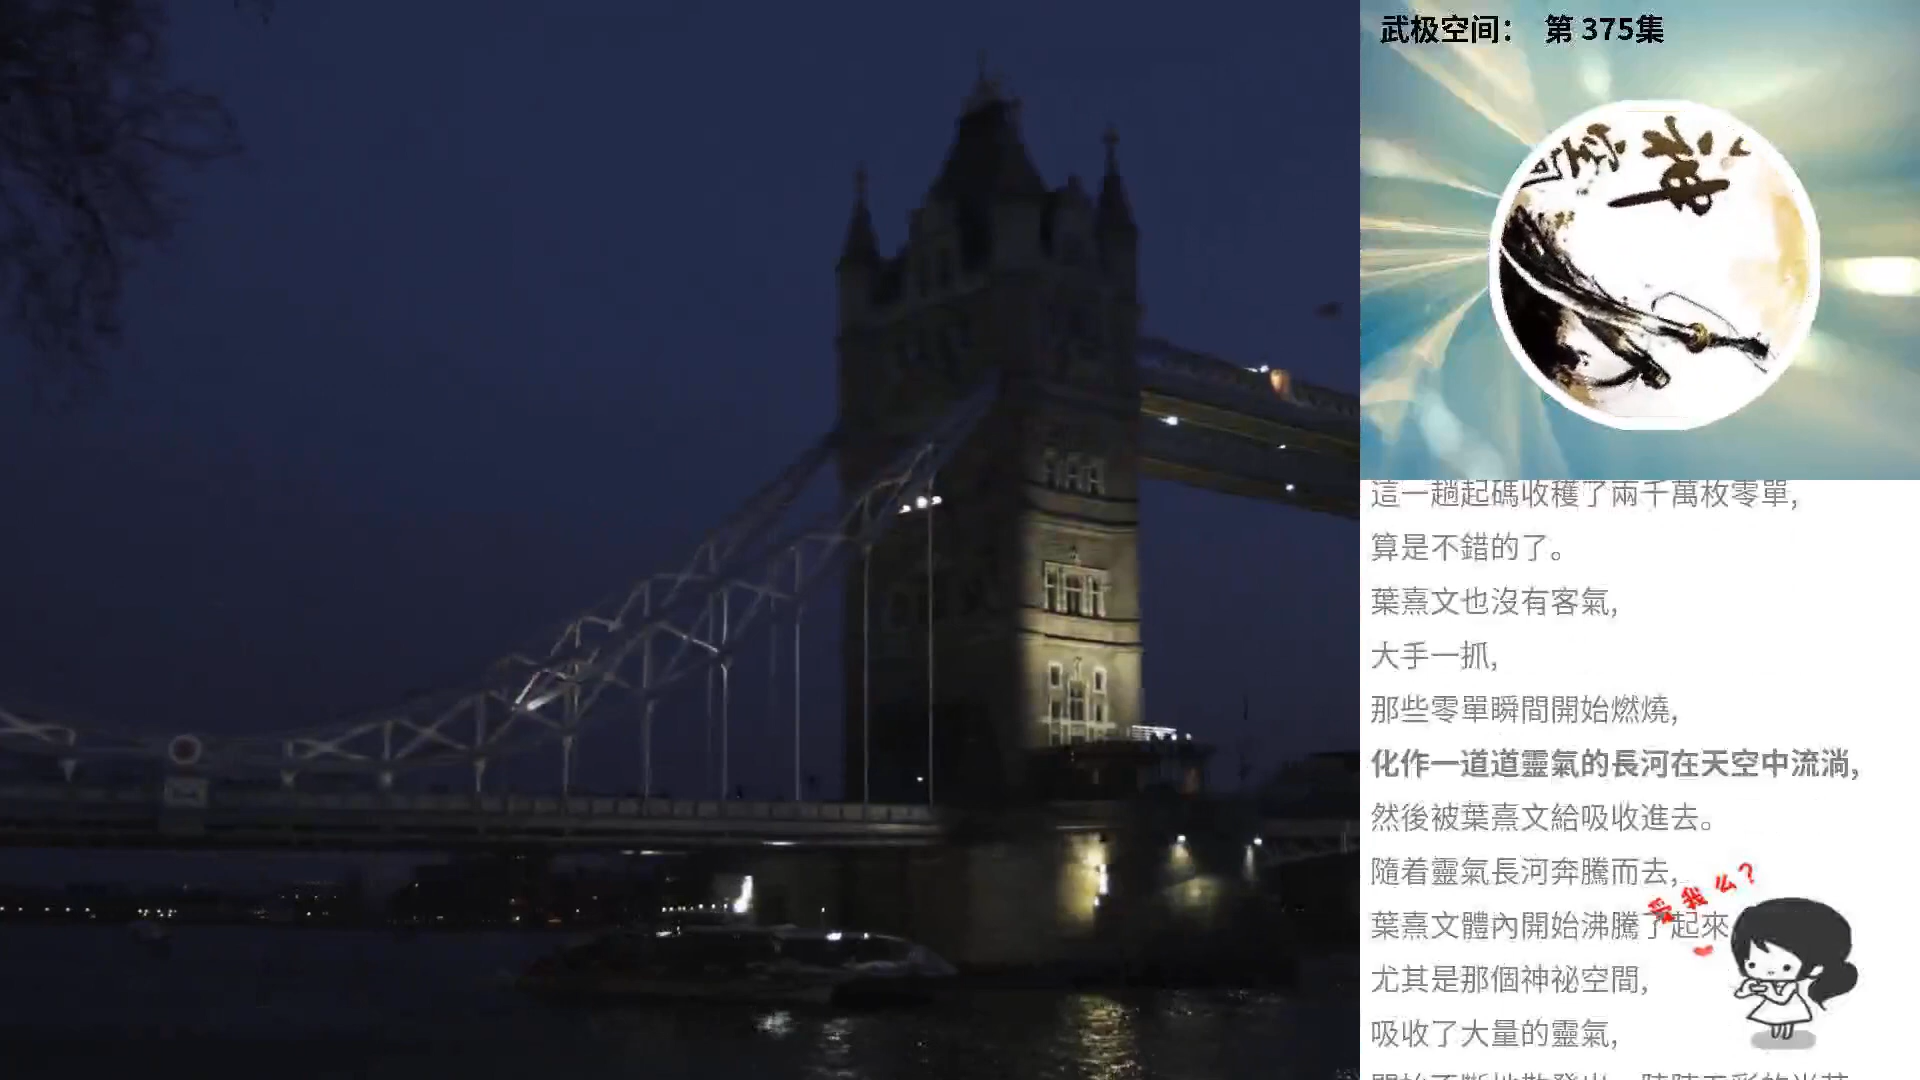 武极空间： 第 375集
神
這一趟起碼收穫了兩千萬枚零單,
算是不錯的了。
葉熹文也沒有客氣,
大手一抓,
那些零單瞬間開始燃燒,
化作一道道靈氣的長河在天空中流淌,
然後被葉熹文給吸收進去。
隨着靈氣長河奔騰而去,
愛我么?
葉熹文體內開始沸騰了起來
尤其是那個神祕空間,
吸收了大量的靈氣,